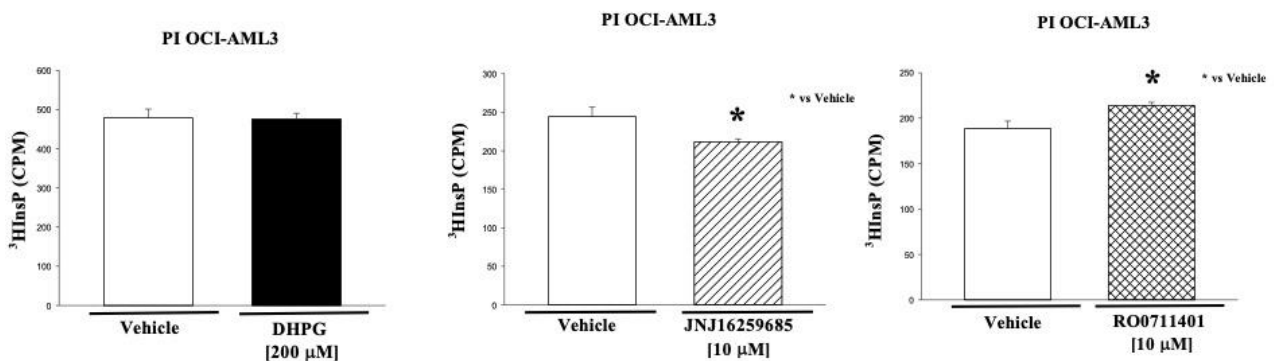 PI OCI-AML3
600
500
400
300
200
100
0
³HInsP (CPM)
Vehicle
DHPG
[200 µM]
PI OCI-AML3
300
250
200
150
100
50
0
³HInsP (CPM)
*
* vs Vehicle
Vehicle
JNJ16259685
[10 µM]
PI OCI-AML3
250
200
150
100
50
0
³HInsP (CPM)
*
* vs Vehicle
Vehicle
RO0711401
[10 µM]